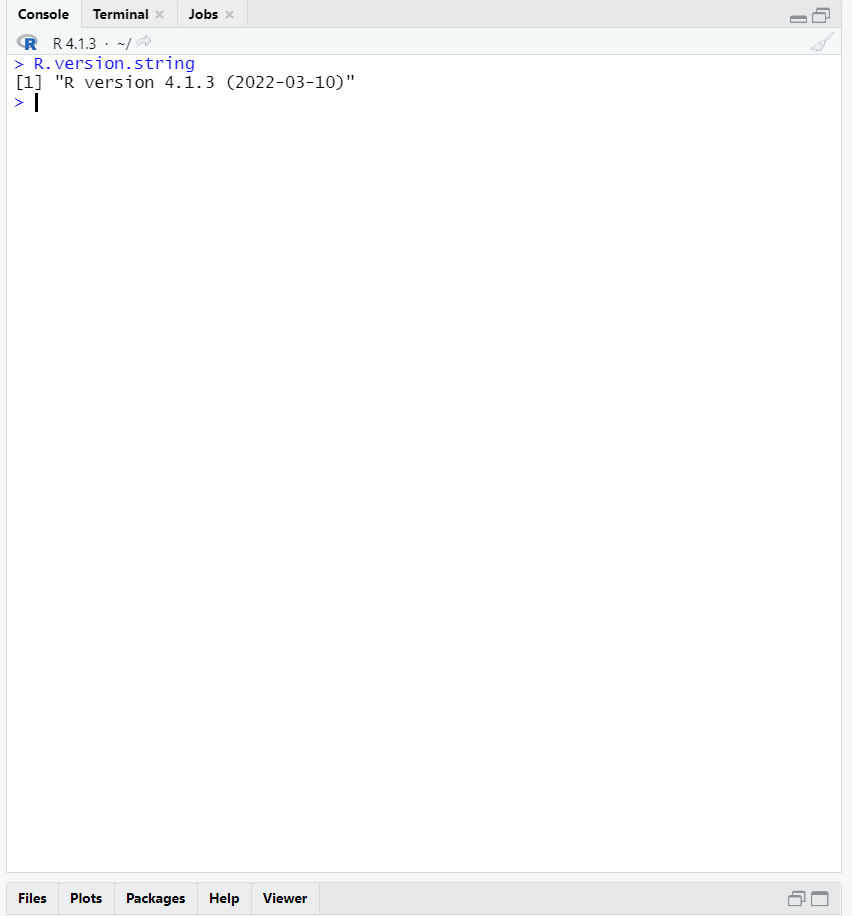 Console Terminal Jobs
R R 4.1.3 · ~/
> R.version.string
[1] "R version 4.1.3 (2022-03-10)"
>
Files Plots Packages Help Viewer